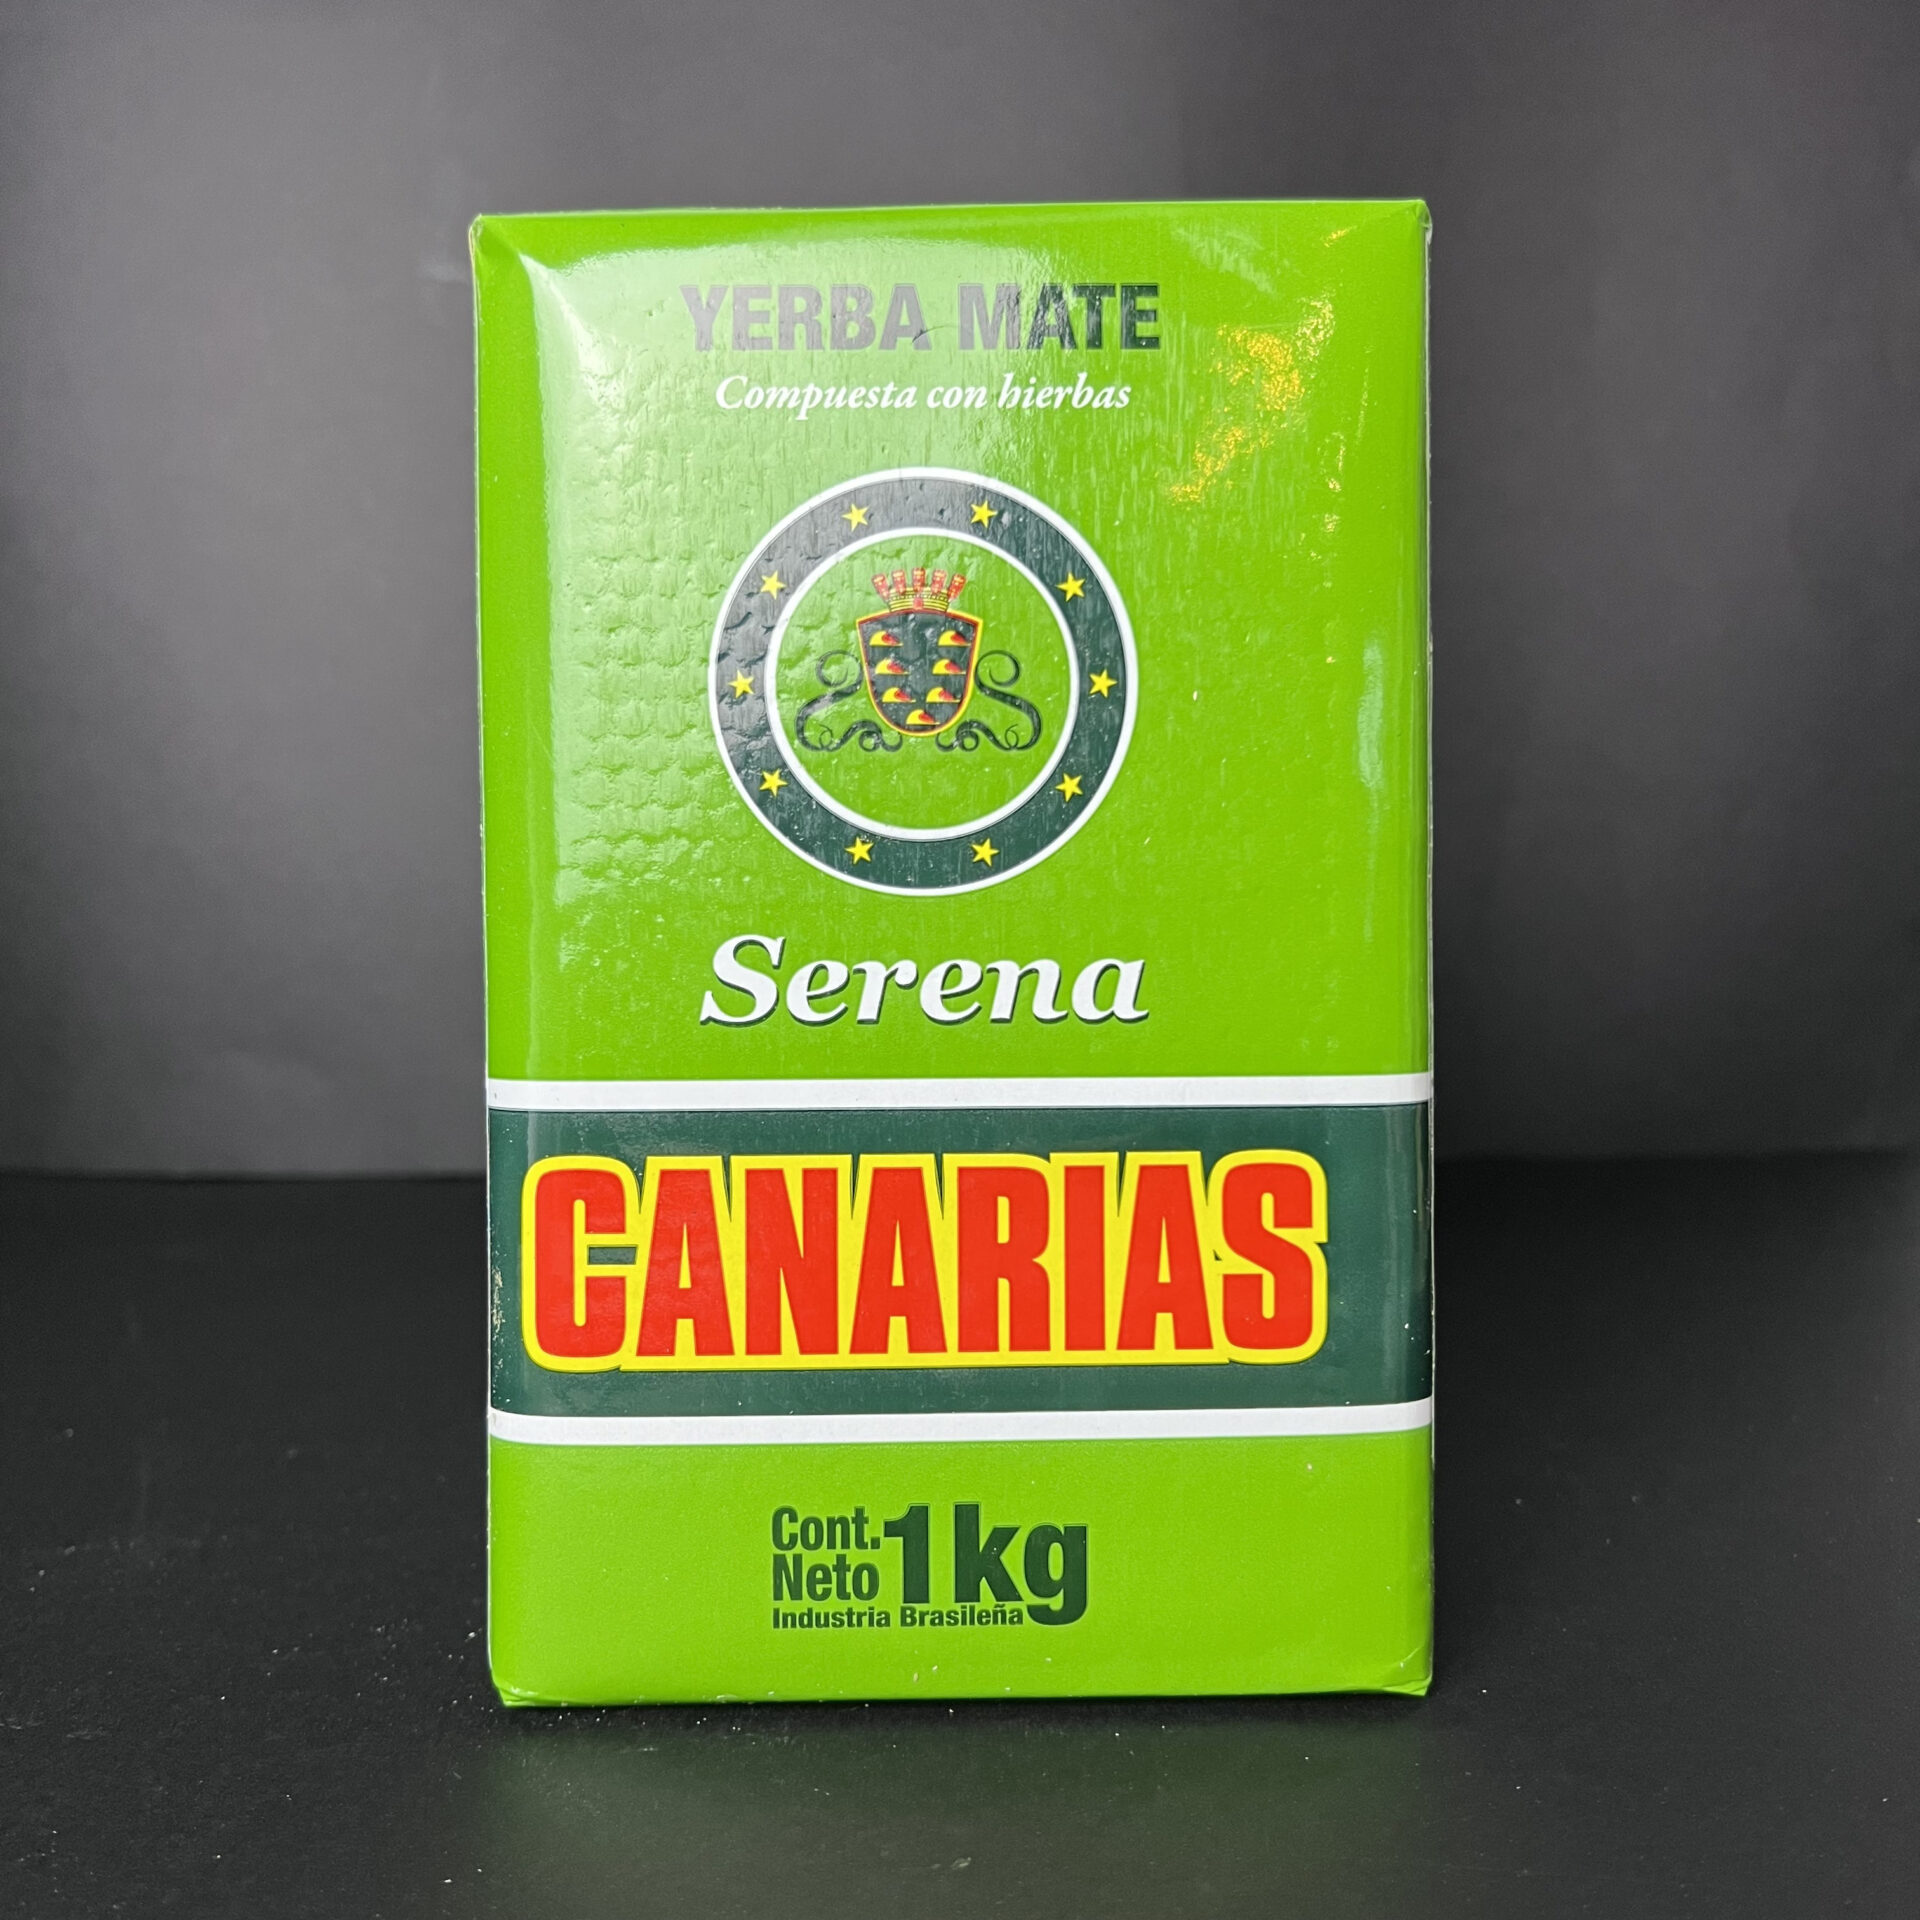 YERBA MATE
Compuesta con hierbas
Serena
CANARIAS
Cont.
Neto 1kg
Industria Brasileña